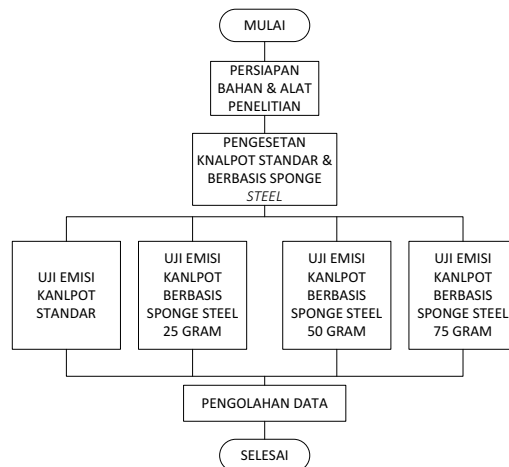 MULAI
PERSIAPAN
BAHAN & ALAT
PENELITIAN
PENGESETAN
KNALPOT STANDAR &
BERBASIS SPONGE
STEEL
UJI EMISI
KANLPOT
STANDAR
UJI EMISI
KANLPOT
BERBASIS
SPONGE STEEL
25 GRAM
UJI EMISI
KANLPOT
BERBASIS
SPONGE STEEL
50 GRAM
UJI EMISI
KANLPOT
BERBASIS
SPONGE STEEL
75 GRAM
PENGOLAHAN DATA
SELESAI